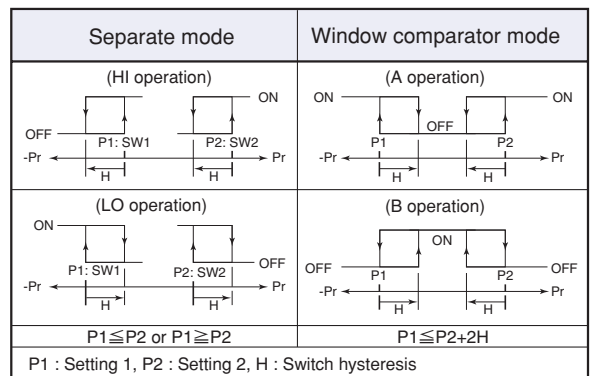 Separate mode
Window comparator mode
(HI operation)
ON
OFF
P1: SW1
P2: SW2
-Pr
Pr
H
H
(A operation)
ON
ON
OFF
P1
P2
-Pr
Pr
H
H
(LO operation)
ON
P1: SW1
P2: SW2
OFF
-Pr
Pr
H
H
(B operation)
ON
OFF
OFF
P1
P2
-Pr
Pr
H
H
P1≦P2 or P1≧P2
P1≦P2+2H
P1 : Setting 1, P2 : Setting 2, H : Switch hysteresis